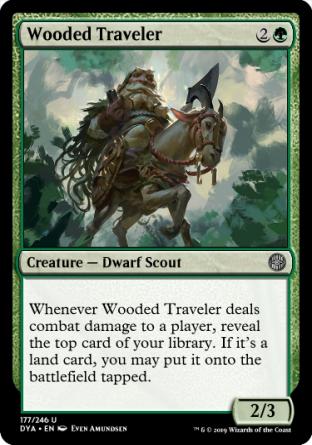 Wooded Traveler 2
Creature — Dwarf Scout
Whenever Wooded Traveler deals
combat damage to a player, reveal
the top card of your library. If it's a
land card, you may put it onto the
battlefield tapped.
2/3
177/246 U
DYA • EN Even Amundsen
™ & © 2019 Wizards of the Coast